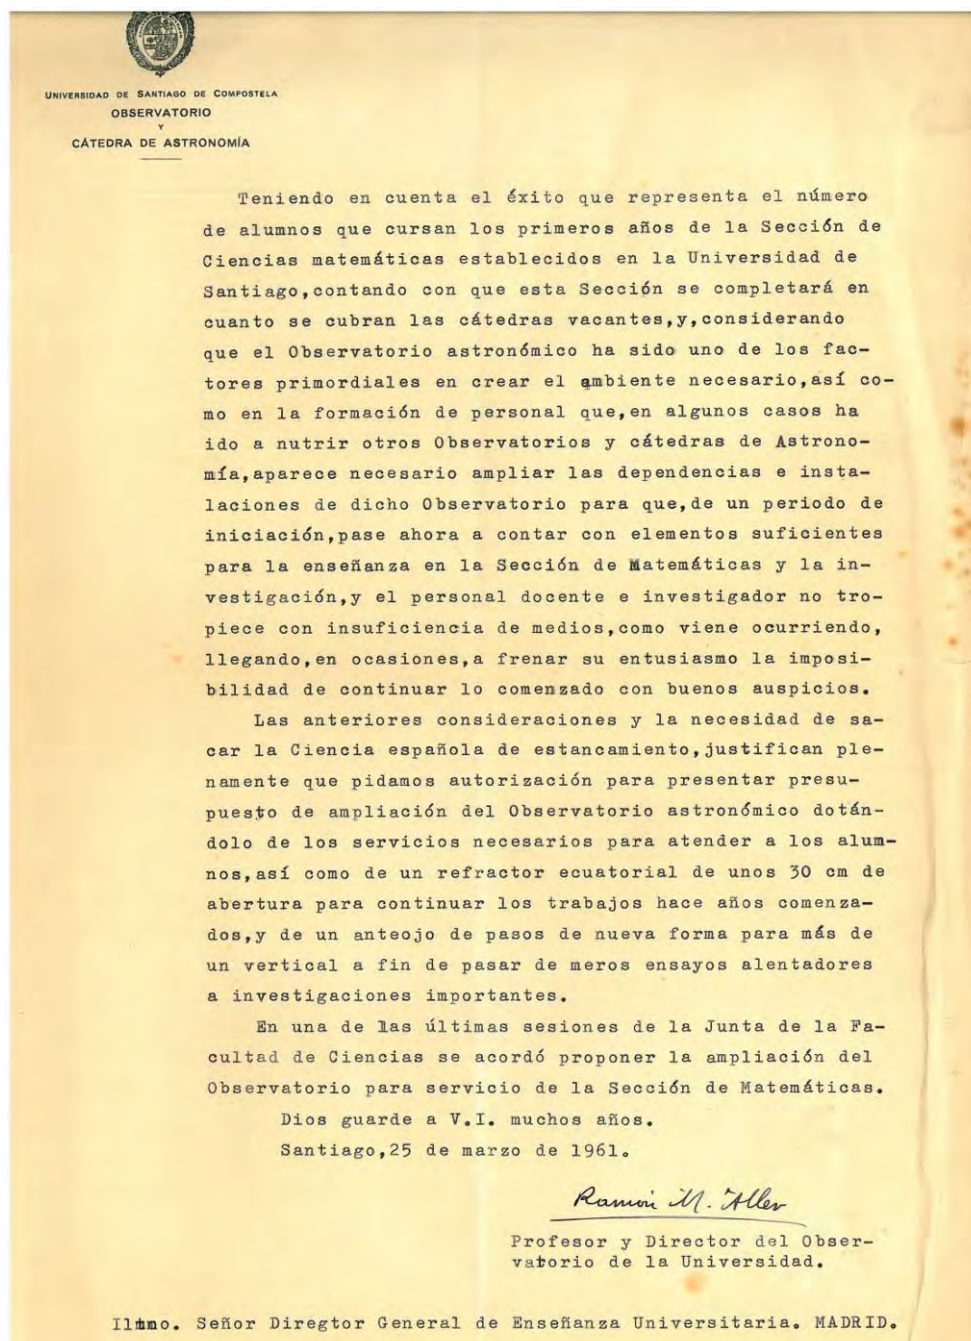 UNIVERSIDAD DE SANTIAGO DE COMPOSTELA
OBSERVATORIO
Y
CÁTEDRA DE ASTRONOMÍA
Teniendo en cuenta el éxito que representa el número
de alumnos que cursan los primeros años de la Sección de
Ciencias matemáticas establecidos en la Universidad de
Santiago,contando con que esta Sección se completará en
cuanto se cubran las cátedras vacantes,y,considerando
que el Observatorio astronómico ha sido uno de los fac-
tores primordiales en crear el ambiente necesario,así co-
mo en la formación de personal que,en algunos casos ha
ido a nutrir otros Observatorios y cátedras de Astrono-
mía,aparece necesario ampliar las dependencias e insta-
laciones de dicho Observatorio para que,de un periodo de
iniciación,pase ahora a contar con elementos suficientes
para la enseñanza en la Sección de Matemáticas y la in-
vestigación,y el personal docente e investigador no tro-
piece con insuficiencia de medios,como viene ocurriendo,
llegando,en ocasiones,a frenar su entusiasmo la imposi-
bilidad de continuar lo comenzado con buenos auspicios.
Las anteriores consideraciones y la necesidad de sa-
car la Ciencia española de estancamiento,justifican ple-
namente que pidamos autorización para presentar presu-
puesto de ampliación del Observatorio astronómico dotán-
dolo de los servicios necesarios para atender a los alum-
nos,así como de un refractor ecuatorial de unos 30 cm de
abertura para continuar los trabajos hace años comenza-
dos,y de un anteojo de pasos de nueva forma para más de
un vertical a fin de pasar de meros ensayos alentadores
a investigaciones importantes.
En una de las últimas sesiones de la Junta de la Fa-
cultad de Ciencias se acordó proponer la ampliación del
Observatorio para servicio de la Sección de Matemáticas.
Dios guarde a V.I. muchos años.
Santiago,25 de marzo de 1961.
Ramón M. Aller
Profesor y Director del Obser-
vatorio de la Universidad.
Iltmo. Señor Diregtor General de Enseñanza Universitaria. MADRID.